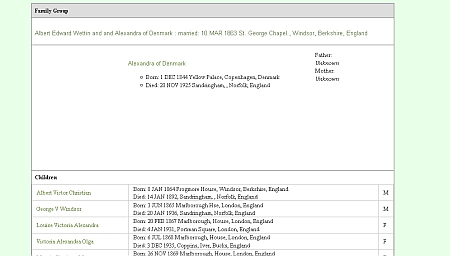 Family Group
Albert Edward Wettin and and Alexandra of Denmark : married: 10 MAR 1863 St. George Chapel , Windsor, Berkshire, England
Father:
Unknown
Mother:
Unknown
Alexandra of Denmark
Born: 1 DEC 1844 Yellow Palace, Copenhagen, Denmark
Died: 20 NOV 1925 Sandringham, , Norfolk, England
Children
Albert Victor Christian
Born: 8 JAN 1864 Frogmore House, Windsor, Berkshire, England
Died: 14 JAN 1892, Sandringham, , Norfolk, England
M
George V Windsor
Born: 3 JUN 1865 Marlborough Hse, London, England
Died: 20 JAN 1936, Sandringham, Norfolk, England
M
Louise Victoria Alexandra
Born: 20 FEB 1867 Marlborough, House, London, England
Died: 4 JAN 1931, Portman Square, London, England
F
Victoria Alexandra Olga
Born: 6 JUL 1868 Marlborough, House, London, England
Died: 3 DEC 1935, Coppins, Iver, Bucks, England
F
Born: 26 NOV 1869 Marlborough House, London, England